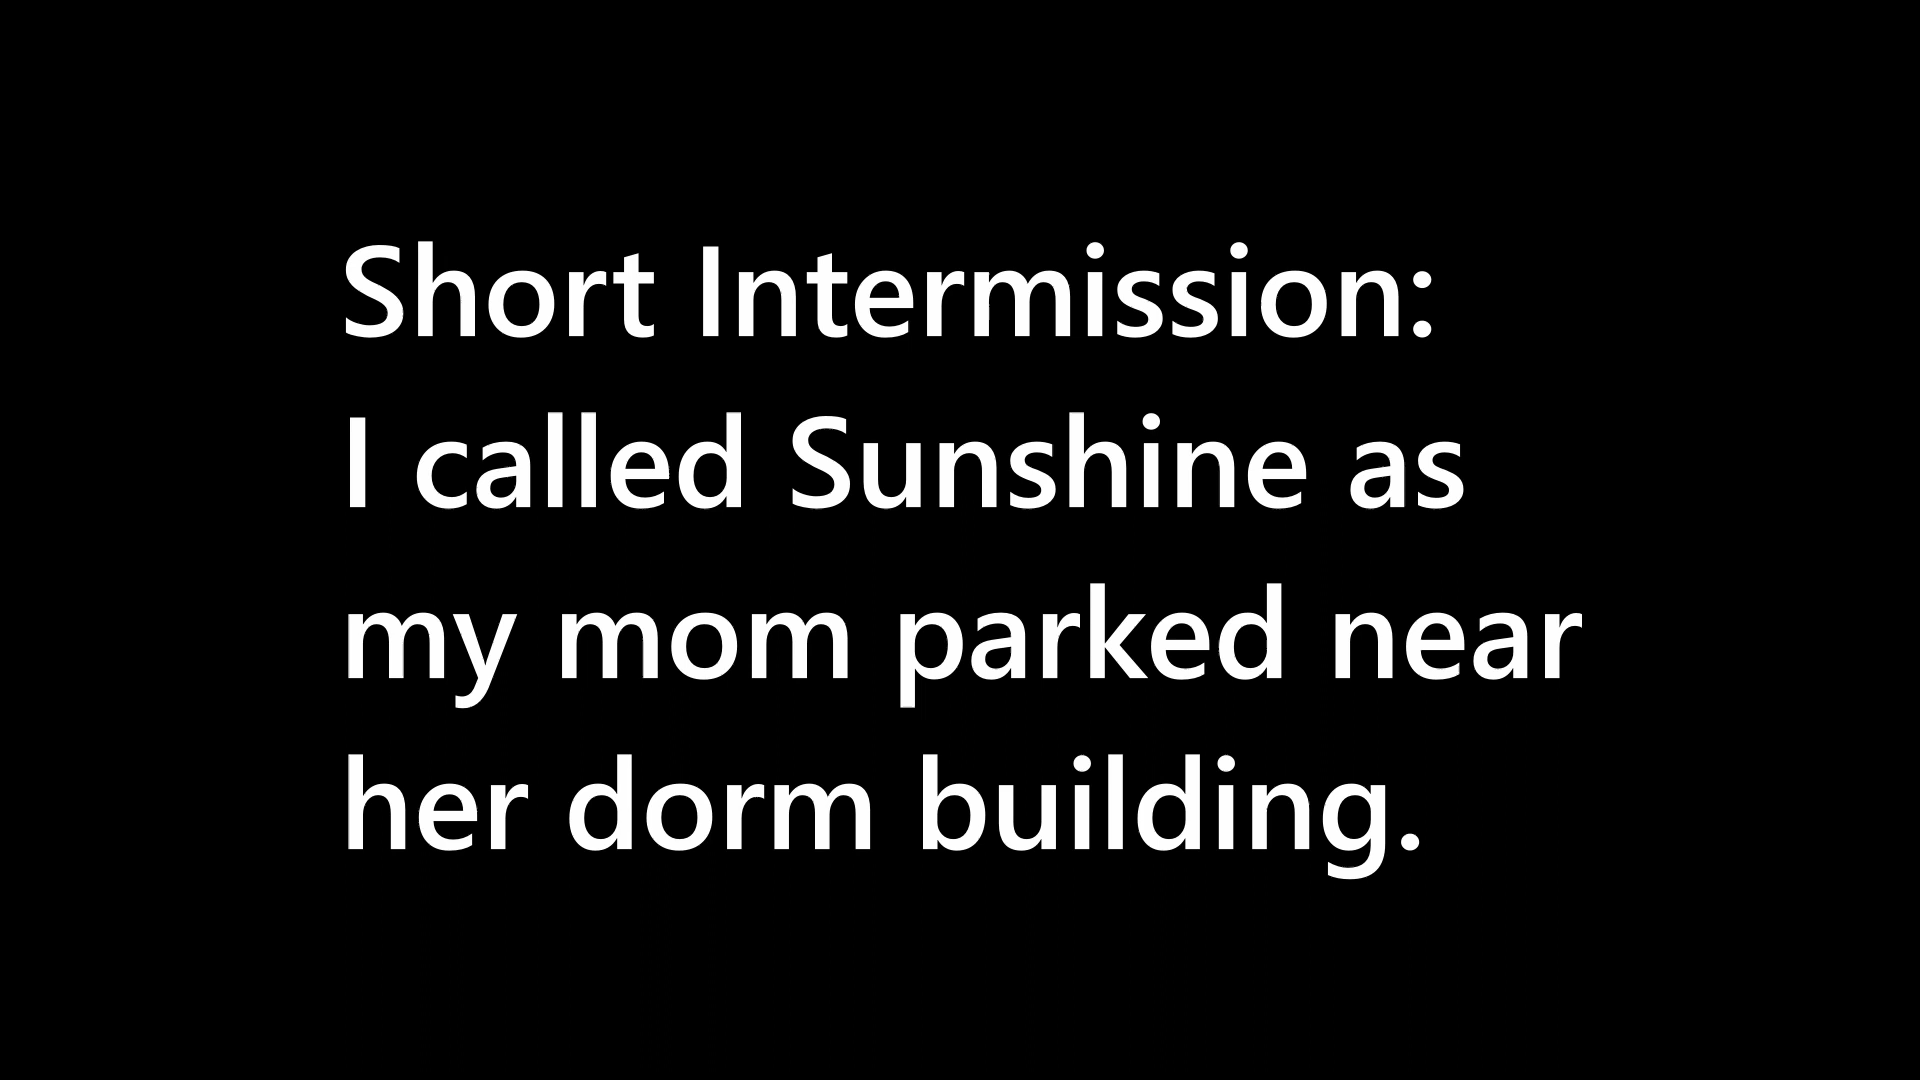 Short Intermission:
I called Sunshine as
my mom parked near
her dorm building.